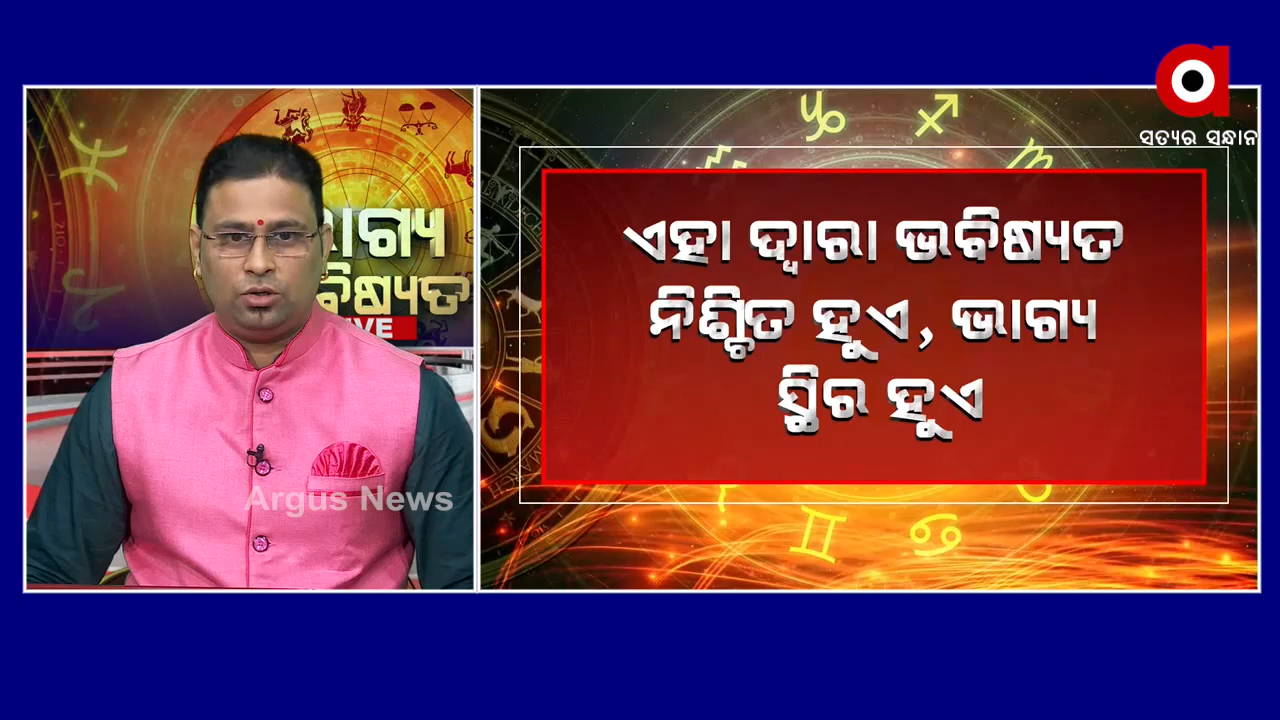 ସତ୍ୟର ସନ୍ଧାନ
ଏହା ଦ୍ୱାରା ଭବିଷ୍ୟତ
ନିଶ୍ଚିତ ହୁଏ, ଭାଗ୍ୟ
ସ୍ଥିର ହୁଏ
Argus News